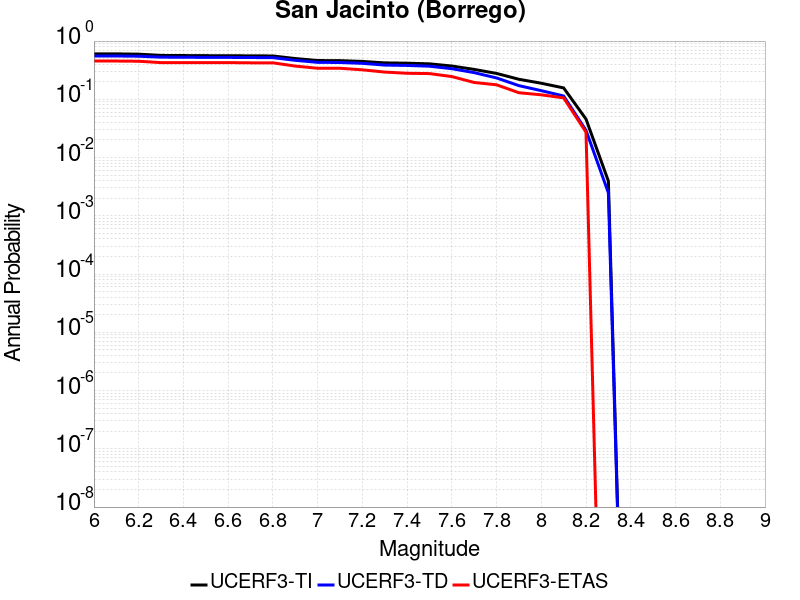 San Jacinto (Borrego)
10^0
10^-1
10^-2
10^-3
10^-4
10^-5
10^-6
10^-7
10^-8
Annual Probability
6 6.2 6.4 6.6 6.8 7 7.2 7.4 7.6 7.8 8 8.2 8.4 8.6 8.8 9
Magnitude
UCERF3-TI UCERF3-TD UCERF3-ETAS